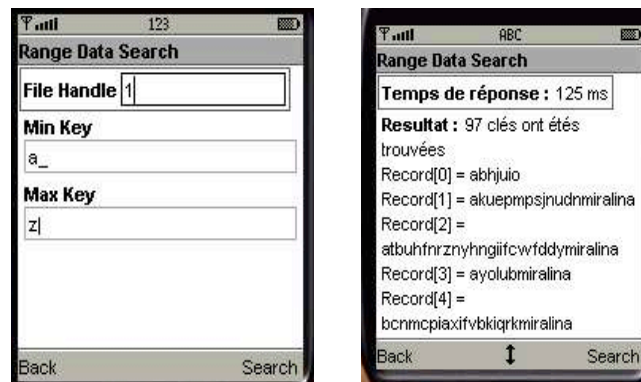 123
Range Data Search
File Handle 1
Min Key
a_
Max Key
z
Back Search
ABC
Range Data Search
Temps de réponse : 125 ms
Resultat : 97 clés ont étés
trouvées
Record[0] = abhjuio
Record[1] = akuepmpsjnudnmiralina
Record[2] =
atbuhfnrznyhngiifcwfddymiralina
Record[3] = ayolubmiralina
Record[4] =
bcnmcpiaxifvbkiqrkmiralina
Back Search